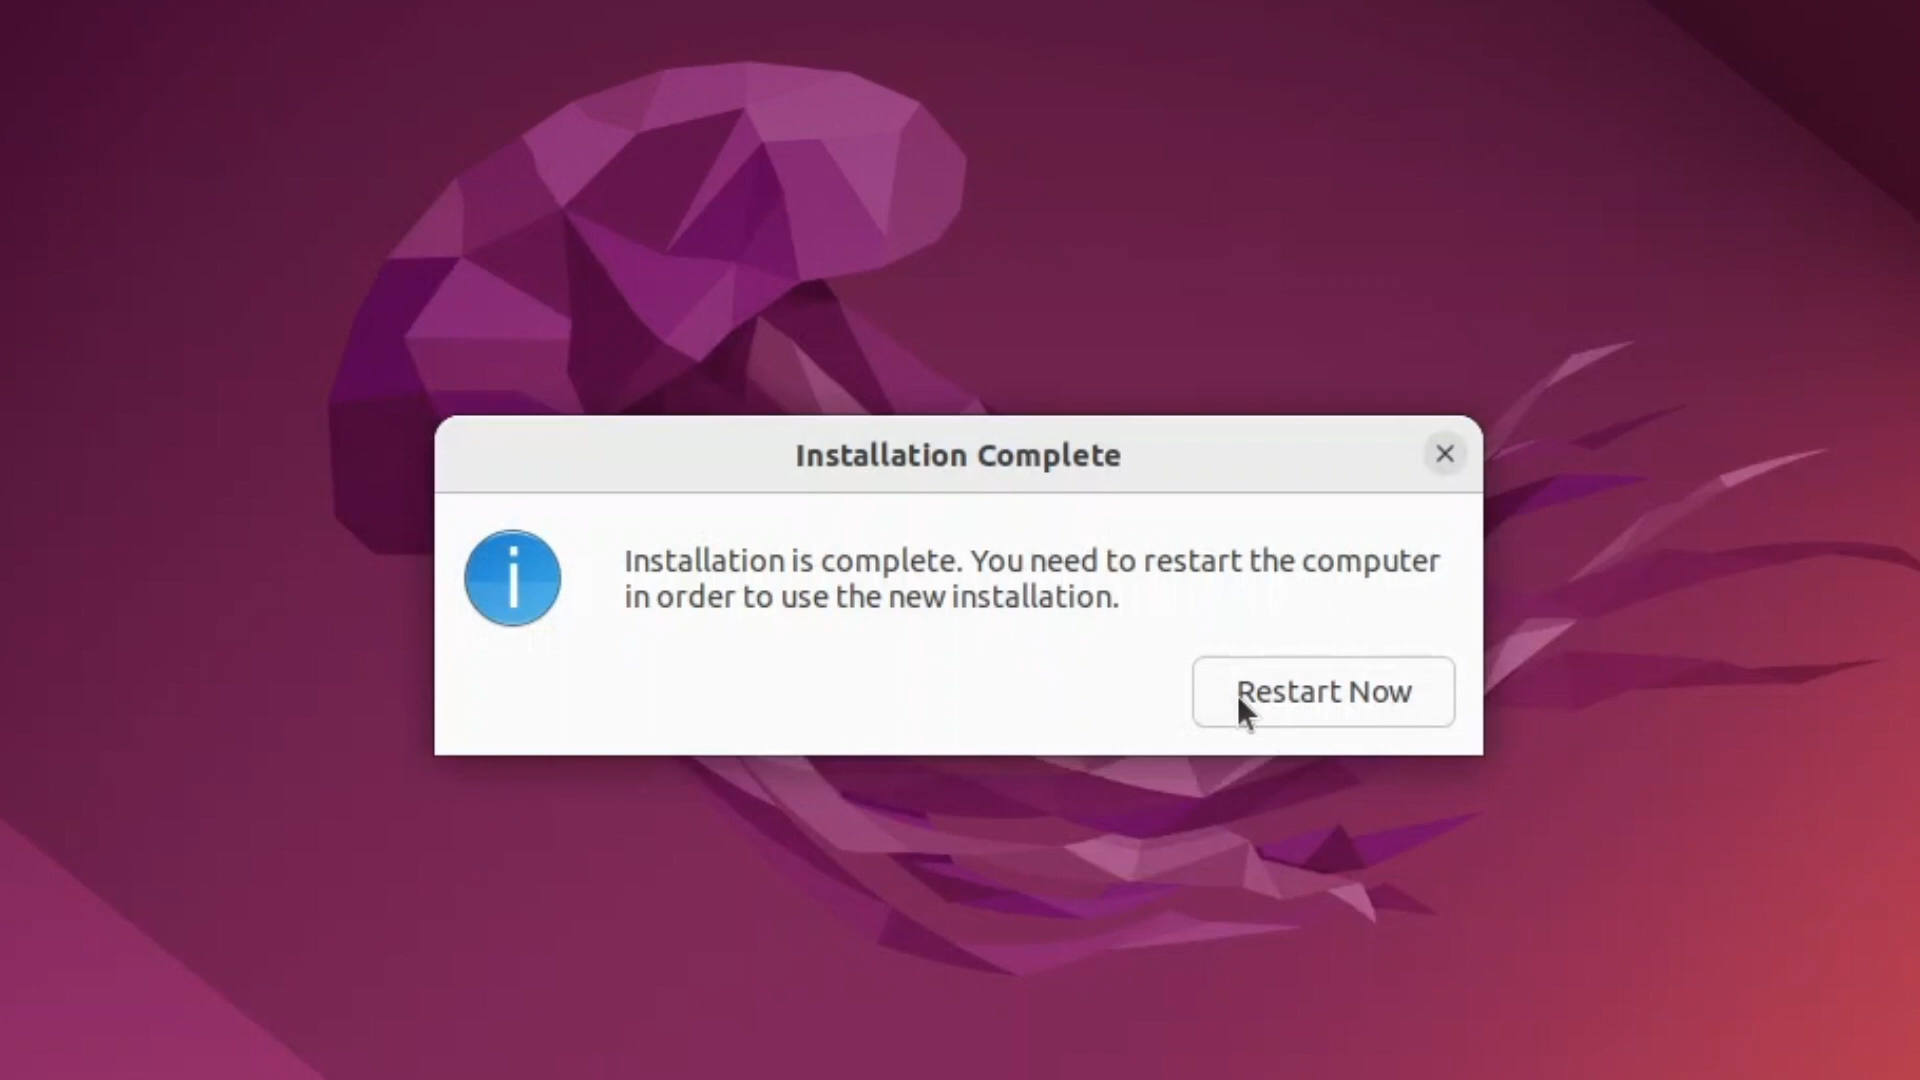 Installation Complete
Installation is complete. You need to restart the computer
in order to use the new installation.
Restart Now